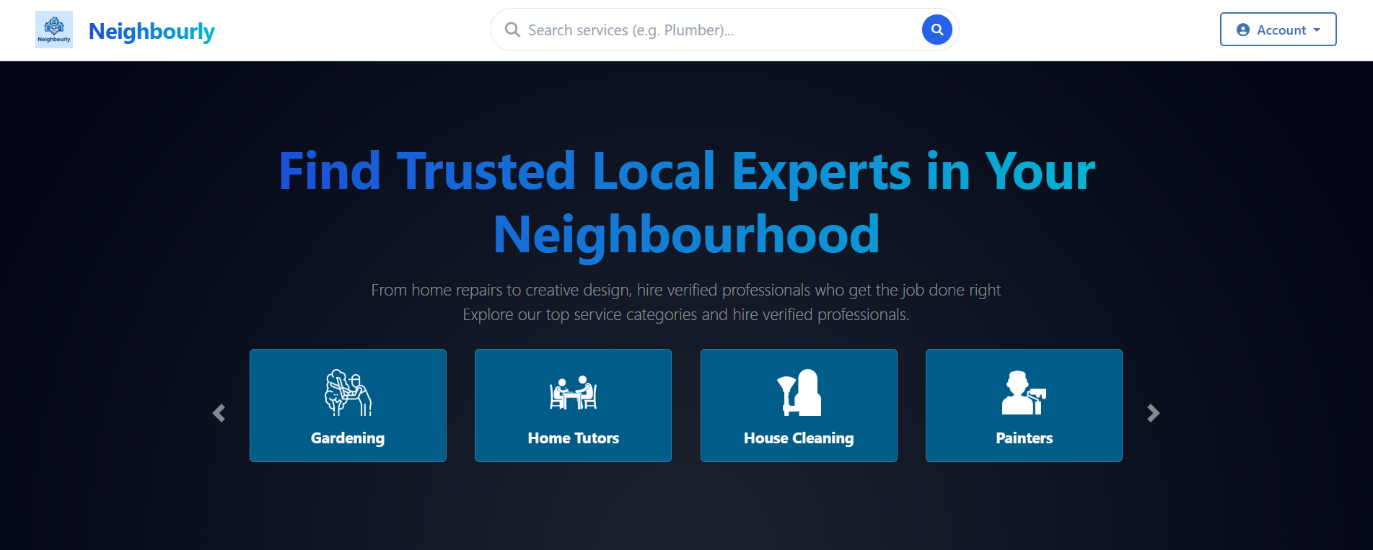 Neighbourly
Neighbourly
Search services (e.g. Plumber)...
Account
Find Trusted Local Experts in Your
Neighbourhood
From home repairs to creative design, hire verified professionals who get the job done right
Explore our top service categories and hire verified professionals.
Gardening
Home Tutors
House Cleaning
Painters